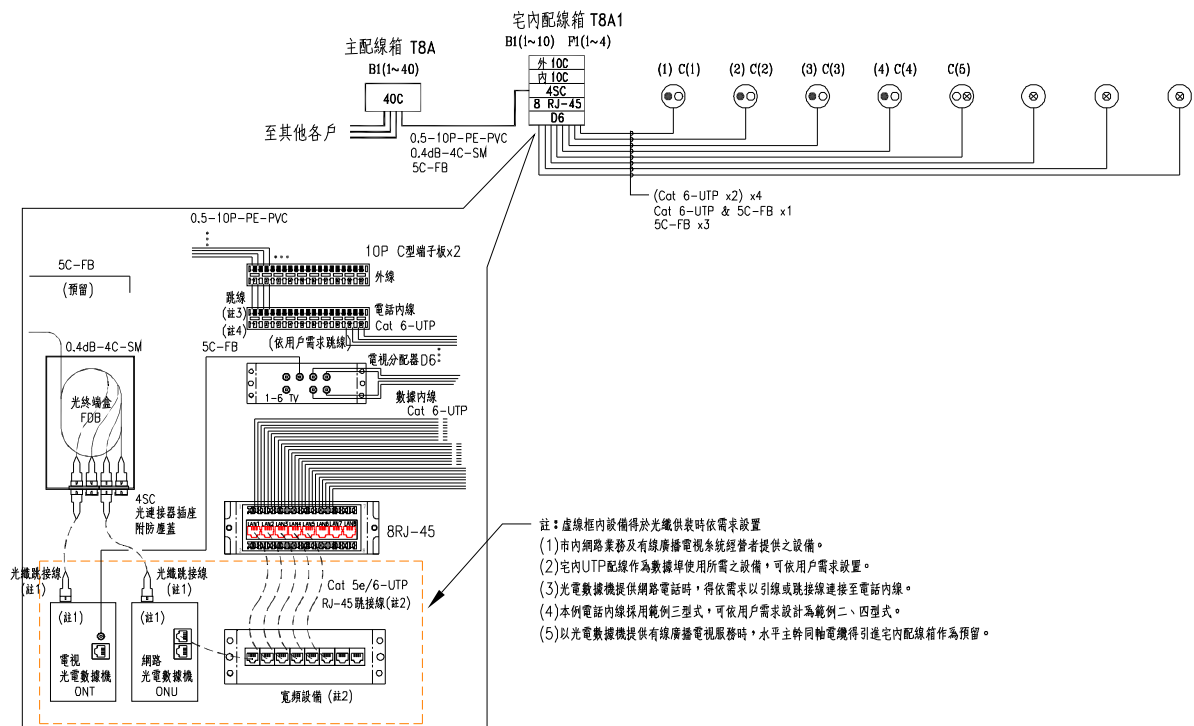 主配線箱 T8A
B1(1~40)
40C
至其他各戶
宅內配線箱 T8A1
B1(1~10) F1(1~4)
外 10C
內 10C
4SC
8 RJ-45
D6
(1) C(1)
(2) C(2)
(3) C(3)
(4) C(4)
C(5)
0.5-10P-PE-PVC
0.4dB-4C-SM
5C-FB
(Cat 6-UTP x2) x4
Cat 6-UTP & 5C-FB x1
5C-FB x3
0.5-10P-PE-PVC
10P C型端子板x2
外線
5C-FB
(預留)
跳線
(註3)
(註4)
電話內線
Cat 6-UTP
(依用戶需求跳線)
0.4dB-4C-SM
5C-FB
電視分配器D6
1-6 TV
數據內線
Cat 6-UTP
光終端盒
FDB
4SC
光連接器插座
附防塵蓋
LAN1 LAN2 LAN3 LAN4 LAN5 LAN6 LAN7 LAN8
8RJ-45
光纖跳接線
(註1)
光纖跳接線
(註1)
Cat 5e/6-UTP
RJ-45跳接線(註2)
(註1)
電視
光電數據機
ONT
(註1)
網路
光電數據機
ONU
寬頻設備 (註2)
註：虛線框內設備得於光纖供裝時依需求設置
(1)市內網路業務及有線廣播電視系統經營者提供之設備。
(2)宅內UTP配線作為數據埠使用所需之設備，可依用戶需求設置。
(3)光電數據機提供網路電話時，得依需求以引線或跳接線連接至電話內線。
(4)本例電話內線採用範例三型式，可依用戶需求設計為範例二、四型式。
(5)以光電數據機提供有線廣播電視服務時，水平主幹同軸電纜得引進宅內配線箱作為預留。